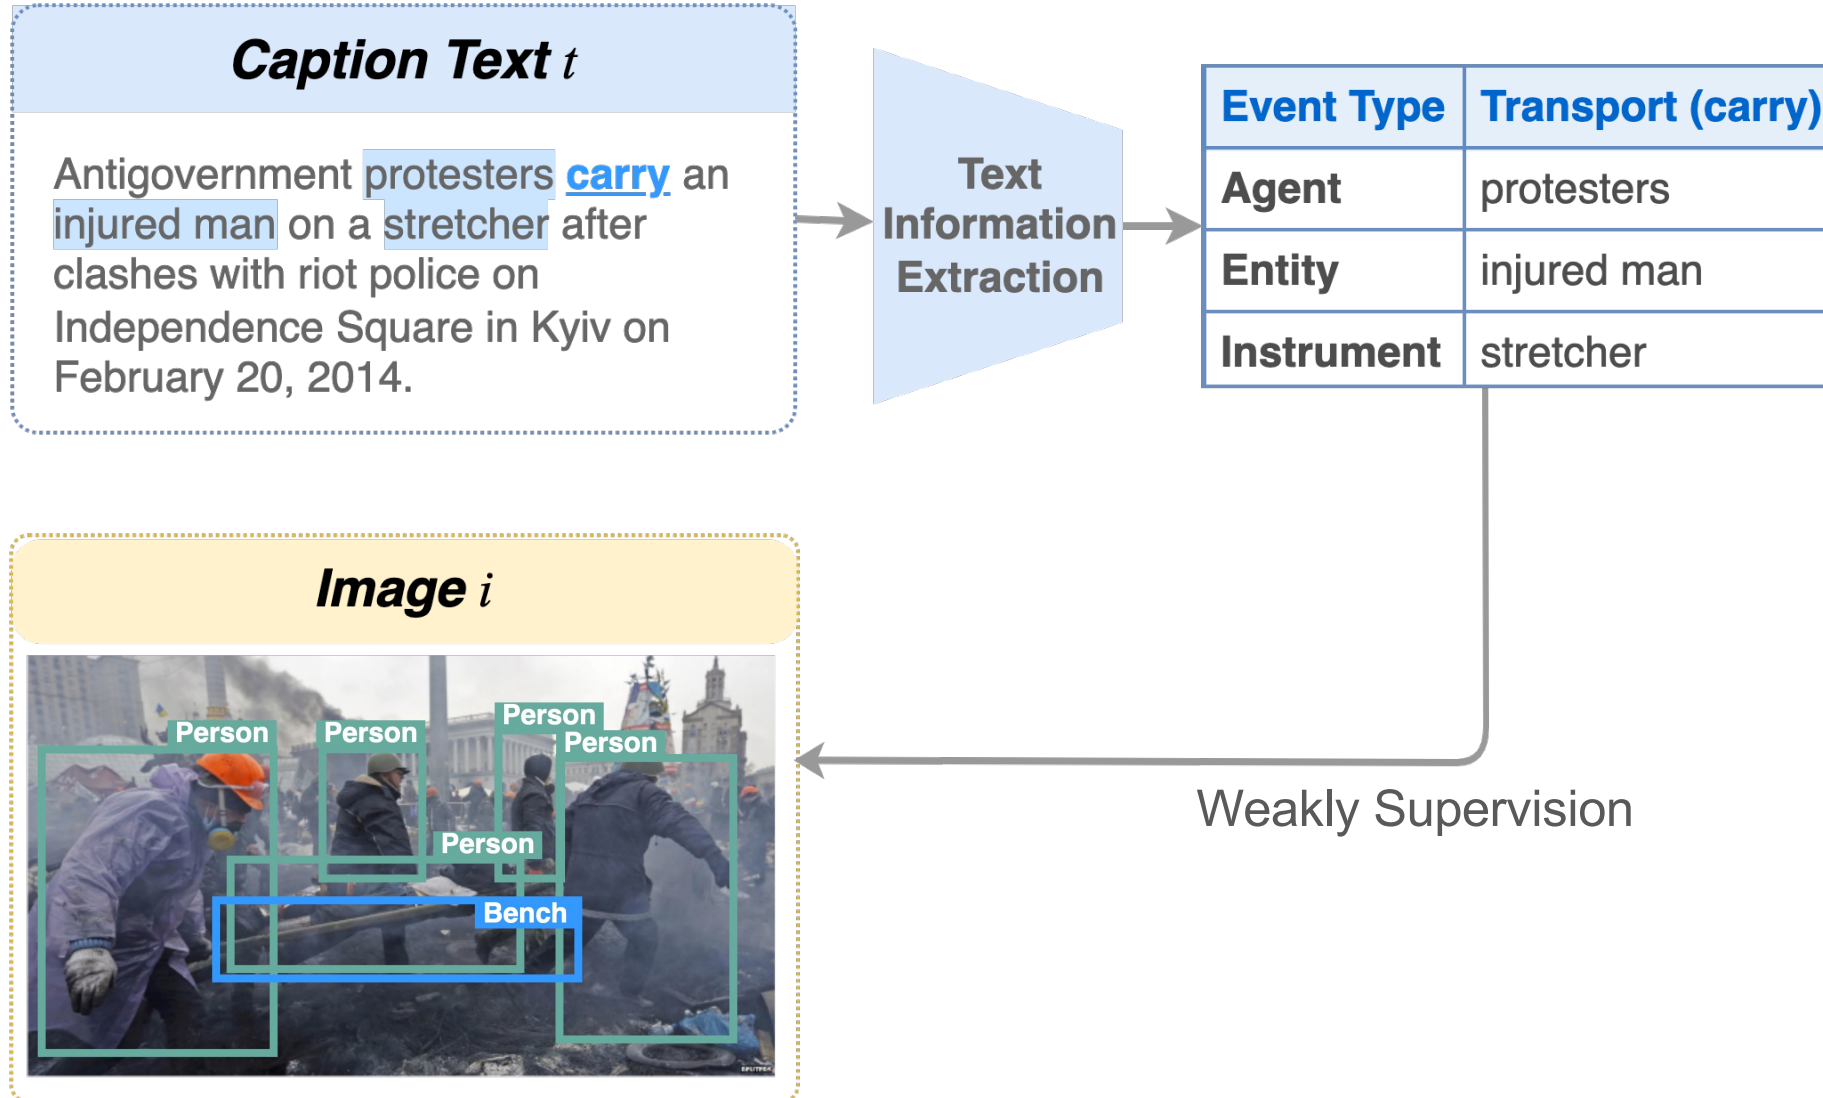 Caption Text t
Antigovernment protesters carry an
injured man on a stretcher after
clashes with riot police on
Independence Square in Kyiv on
February 20, 2014.
Text
Information
Extraction
Event Type Transport (carry)
Agent protesters
Entity injured man
Instrument stretcher
Weakly Supervision
Image i
Person
Person
Person
Person
Person
Bench